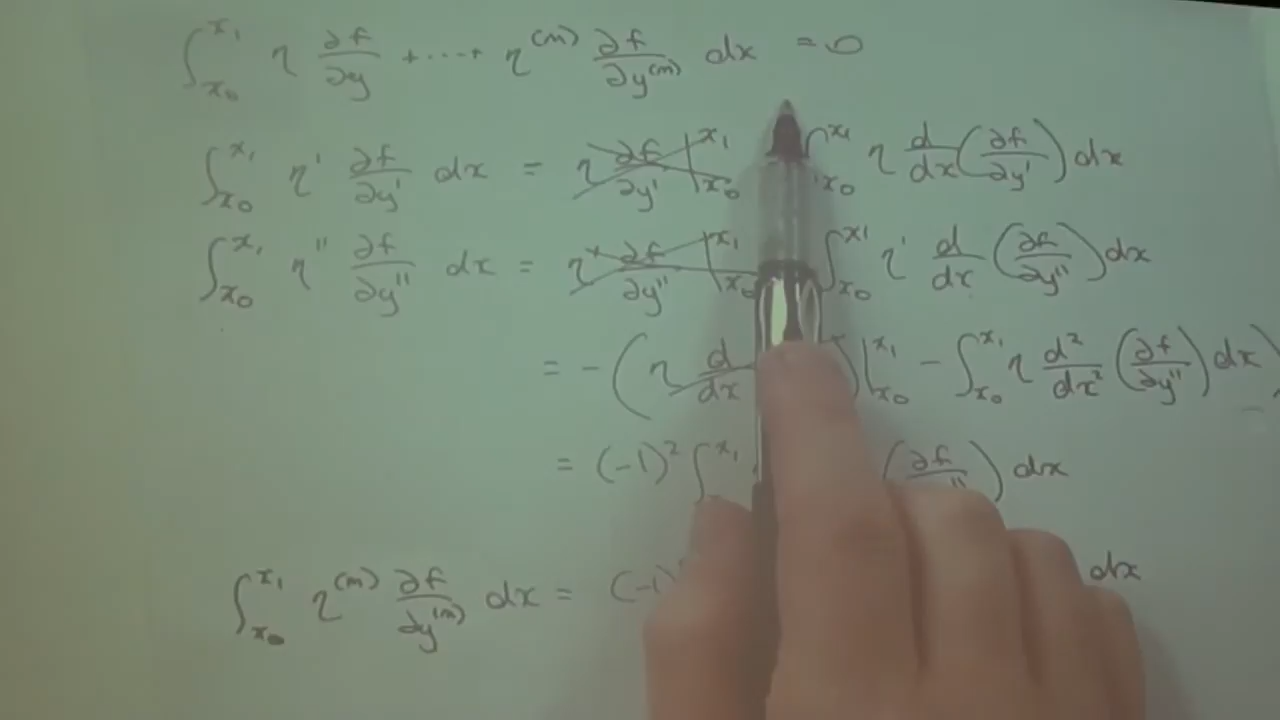 ∫_{x₀}^{x₁} η ∂f/∂y + ⋯ + η^{(m)} ∂f/∂y^{(m)} dx = 0
∫_{x₀}^{x₁} η' ∂f/∂y' dx = η ∂f/∂y' |_{x₀}^{x₁} ∫_{x₀}^{x₁} η d/dx (∂f/∂y') dx
∫_{x₀}^{x₁} η'' ∂f/∂y'' dx = η' ∂f/∂y'' |_{x₀}^{x₁} ∫_{x₀}^{x₁} η' d/dx (∂f/∂y'') dx
= - (η d/dx ) |_{x₀}^{x₁} - ∫_{x₀}^{x₁} η d²/dx² (∂f/∂y'') dx )
= (-1)² ∫^{x₁} (∂f/ '') dx
∫_{x₀}^{x₁} η^{(m)} ∂f/∂y^{(m)} dx = (-1) dx